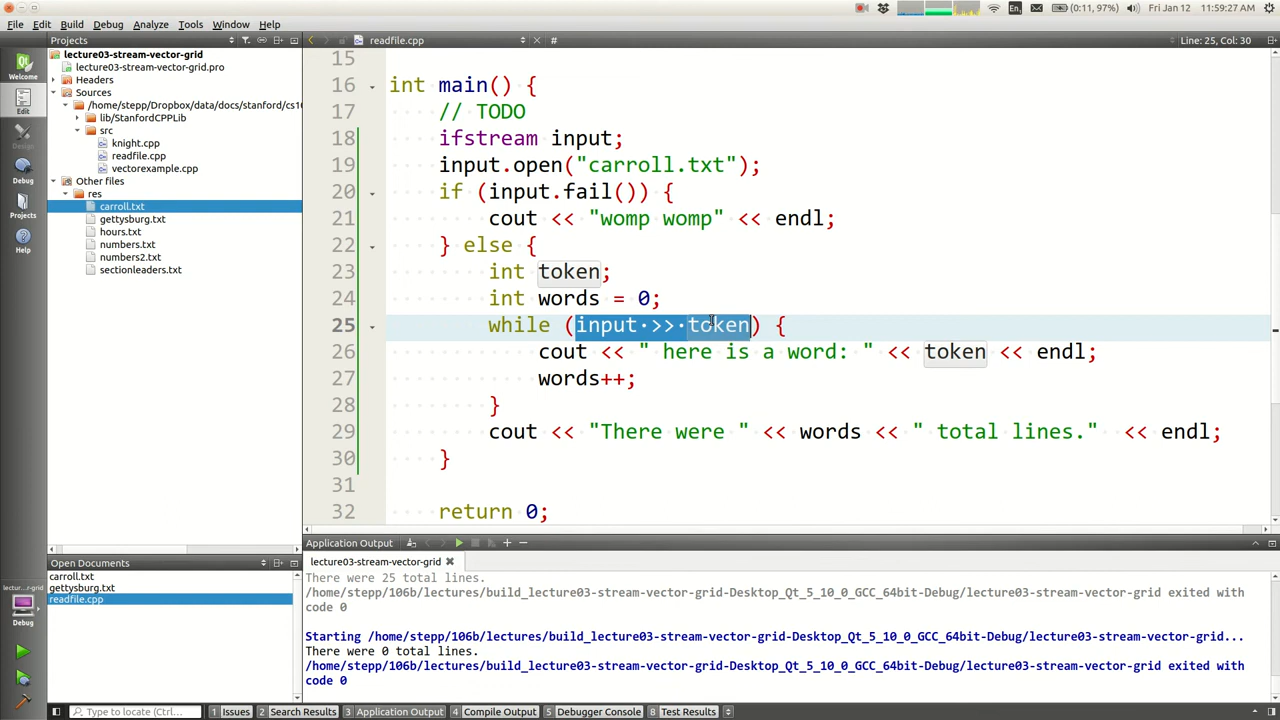 (0:11, 97%) Fri Jan 12 11:59:27 AM
File Edit Build Debug Analyze Tools Window Help
Projects readfile.cpp # Line: 25, Col: 30
lecture03-stream-vector-grid
lecture03-stream-vector-grid.pro
Headers
Sources
/home/stepp/Dropbox/data/docs/stanford/cs10
lib/StanfordCPPLib
src
knight.cpp
readfile.cpp
vectorexample.cpp
Other files
res
carroll.txt
gettysburg.txt
hours.txt
numbers.txt
numbers2.txt
sectionleaders.txt
Welcome
Edit
Design
Debug
Projects
Help
15
16 int main() {
17 // TODO
18 ifstream input;
19 input.open("carroll.txt");
20 if (input.fail()) {
21 cout << "womp womp" << endl;
22 } else {
23 int token;
24 int words = 0;
25 while (input >> token) {
26 cout << " here is a word: " << token << endl;
27 words++;
28 }
29 cout << "There were " << words << " total lines." << endl;
30 }
31
32 return 0;
Open Documents
carroll.txt
gettysburg.txt
readfile.cpp
lectur...r-grid
Debug
Application Output
lecture03-stream-vector-grid
There were 25 total lines.
/home/stepp/106b/lectures/build_lecture03-stream-vector-grid-Desktop_Qt_5_10_0_GCC_64bit-Debug/lecture03-stream-vector-grid exited with
code 0
Starting /home/stepp/106b/lectures/build_lecture03-stream-vector-grid-Desktop_Qt_5_10_0_GCC_64bit-Debug/lecture03-stream-vector-grid...
There were 0 total lines.
/home/stepp/106b/lectures/build_lecture03-stream-vector-grid-Desktop_Qt_5_10_0_GCC_64bit-Debug/lecture03-stream-vector-grid exited with
code 0
Type to locate (Ctrl+... 1 Issues 2 Search Results 3 Application Output 4 Compile Output 5 Debugger Console 8 Test Results